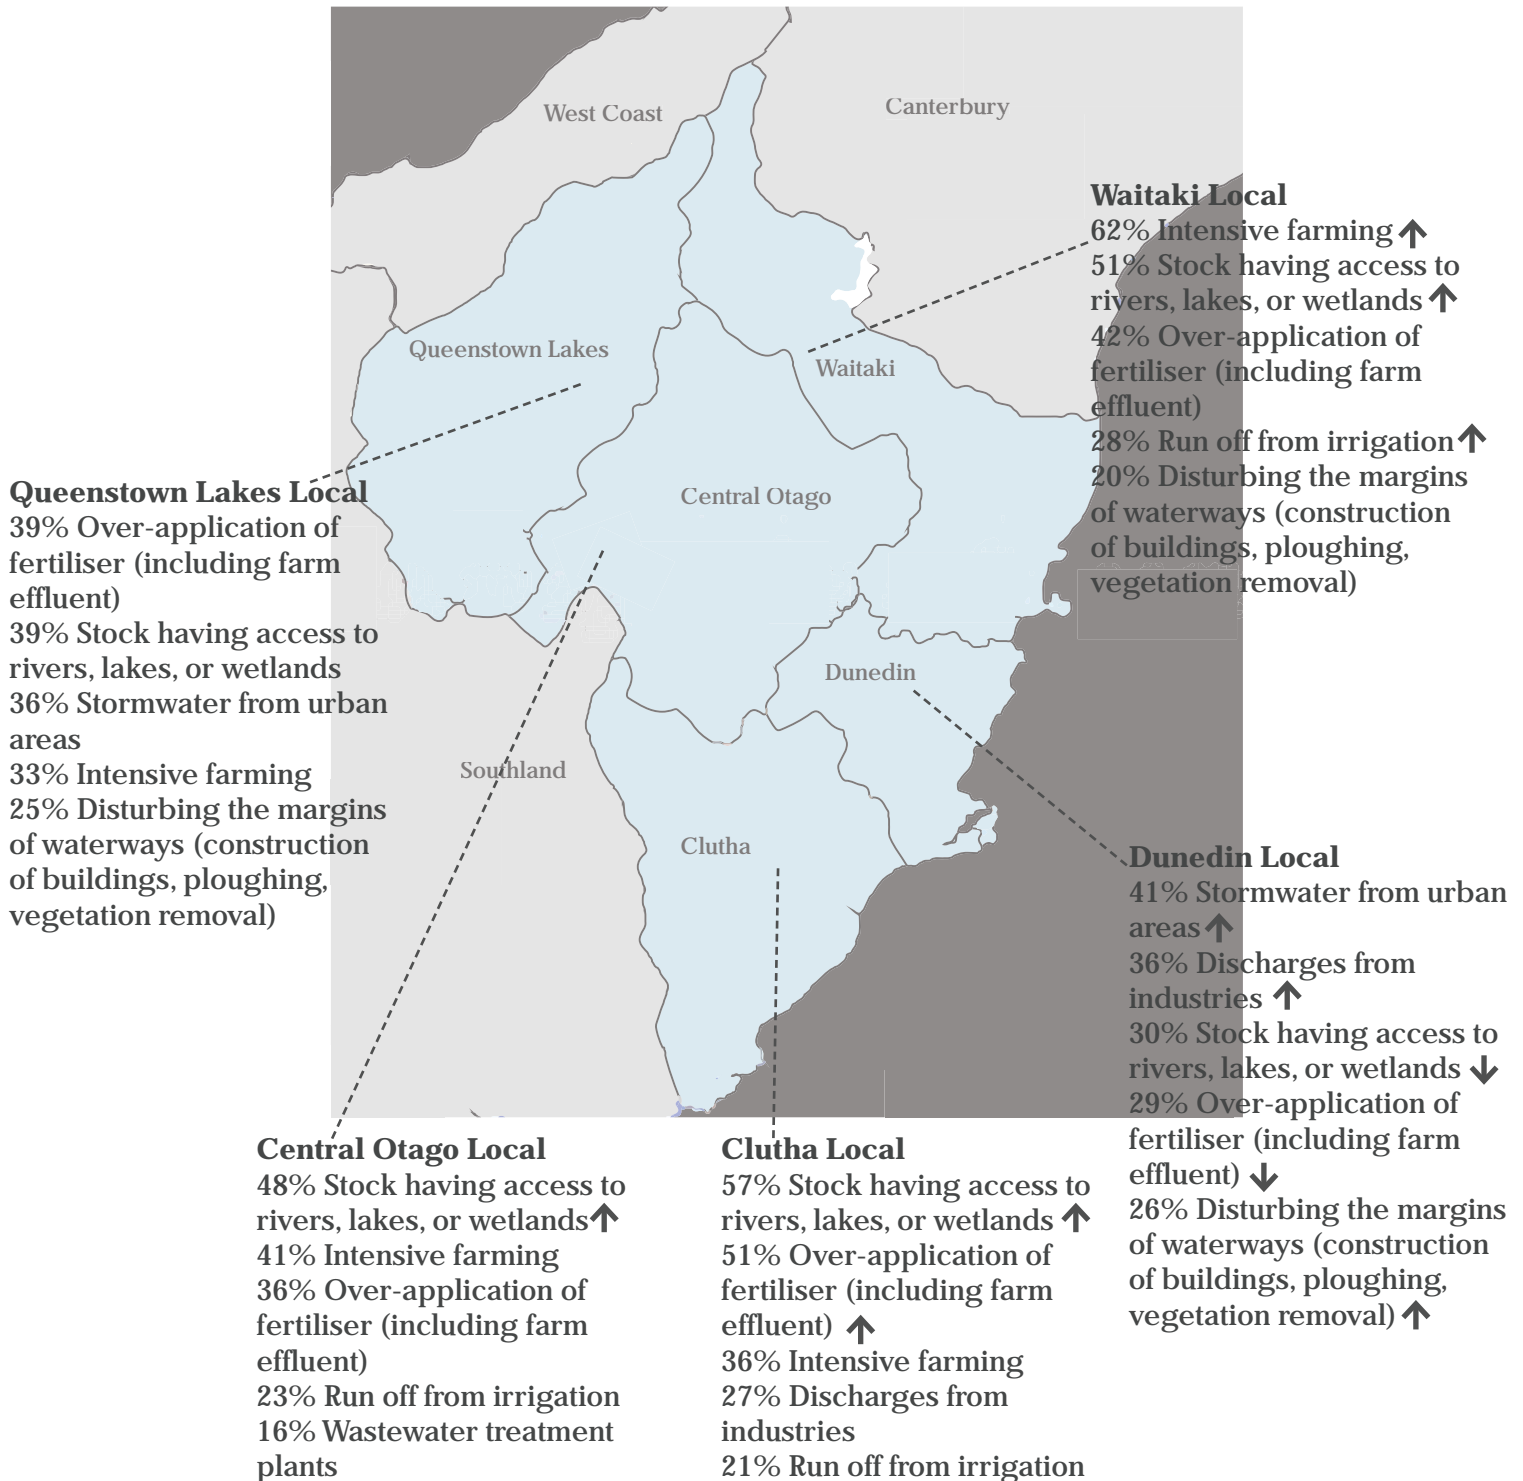 West Coast
Canterbury
Queenstown Lakes
Waitaki
Central Otago
Dunedin
Southland
Clutha
Waitaki Local
62% Intensive farming ↑
51% Stock having access to
rivers, lakes, or wetlands ↑
42% Over-application of
fertiliser (including farm
effluent)
28% Run off from irrigation ↑
20% Disturbing the margins
of waterways (construction
of buildings, ploughing,
vegetation removal)
Queenstown Lakes Local
39% Over-application of
fertiliser (including farm
effluent)
39% Stock having access to
rivers, lakes, or wetlands
36% Stormwater from urban
areas
33% Intensive farming
25% Disturbing the margins
of waterways (construction
of buildings, ploughing,
vegetation removal)
Dunedin Local
41% Stormwater from urban
areas ↑
36% Discharges from
industries ↑
30% Stock having access to
rivers, lakes, or wetlands ↓
29% Over-application of
fertiliser (including farm
effluent) ↓
26% Disturbing the margins
of waterways (construction
of buildings, ploughing,
vegetation removal) ↑
Central Otago Local
48% Stock having access to
rivers, lakes, or wetlands ↑
41% Intensive farming
36% Over-application of
fertiliser (including farm
effluent)
23% Run off from irrigation
16% Wastewater treatment
plants
Clutha Local
57% Stock having access to
rivers, lakes, or wetlands ↑
51% Over-application of
fertiliser (including farm
effluent) ↑
36% Intensive farming
27% Discharges from
industries
21% Run off from irrigation